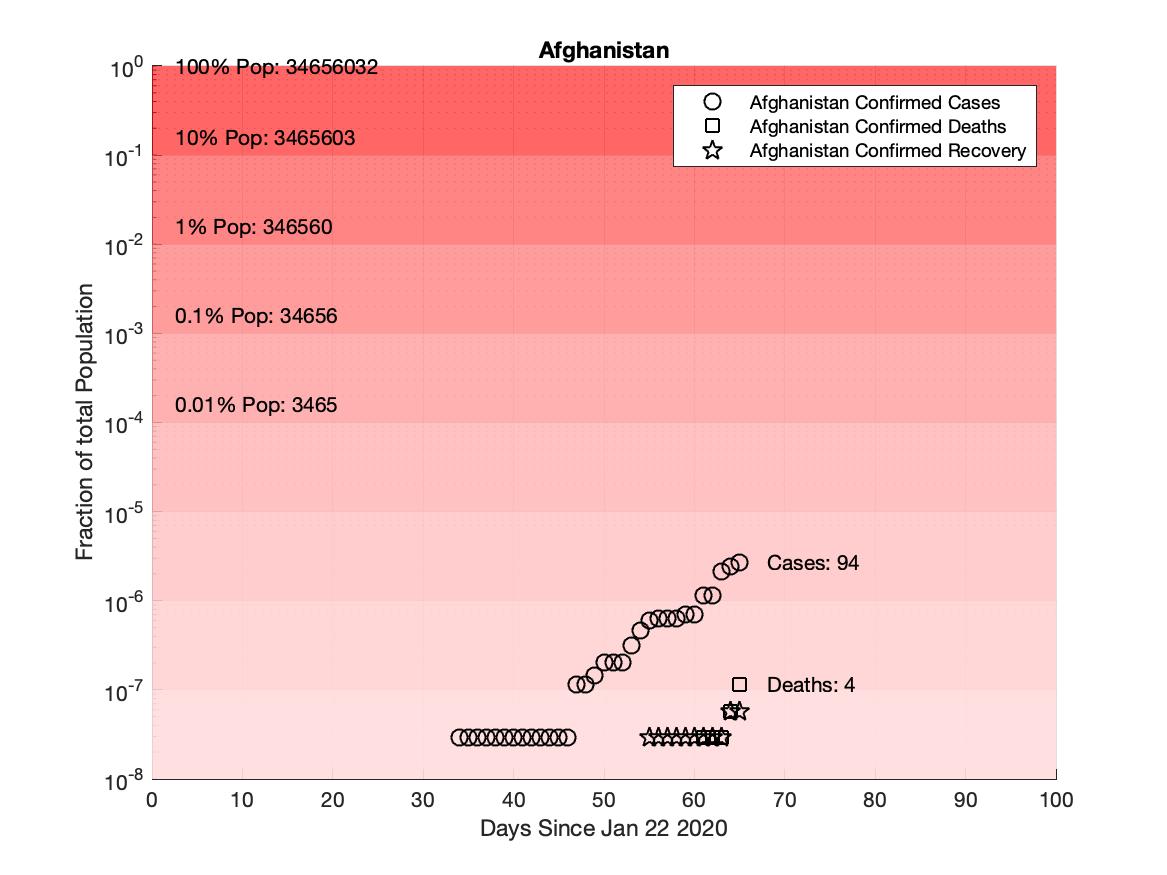 Afghanistan
10^0
100% Pop: 34656032
Afghanistan Confirmed Cases
Afghanistan Confirmed Deaths
Afghanistan Confirmed Recovery
10% Pop: 3465603
10^-1
1% Pop: 346560
10^-2
0.1% Pop: 34656
10^-3
0.01% Pop: 3465
10^-4
10^-5
Cases: 94
10^-6
Deaths: 4
10^-7
10^-8
Fraction of total Population
0 10 20 30 40 50 60 70 80 90 100
Days Since Jan 22 2020